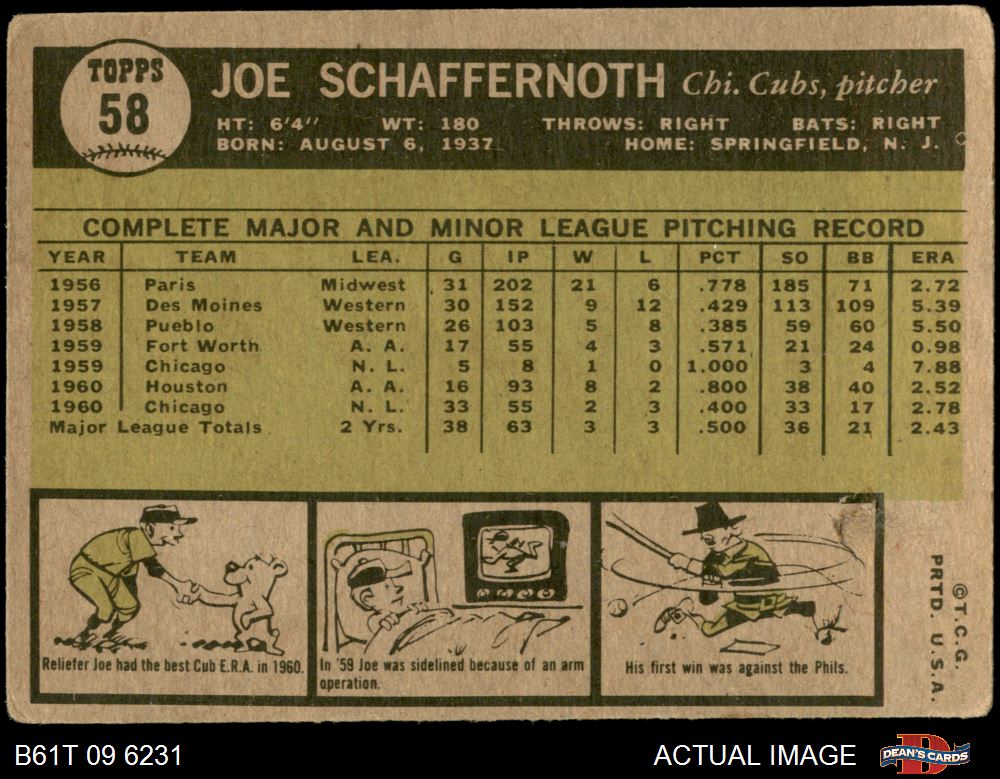 TOPPS
58
JOE SCHAFFERNOTH Chi. Cubs, pitcher
HT: 6'4'' WT: 180 THROWS: RIGHT BATS: RIGHT
BORN: AUGUST 6, 1937 HOME: SPRINGFIELD, N. J.
COMPLETE MAJOR AND MINOR LEAGUE PITCHING RECORD
YEAR TEAM LEA. G IP W L PCT SO BB ERA
1956 Paris Midwest 31 202 21 6 .778 185 71 2.72
1957 Des Moines Western 30 152 9 12 .429 113 109 5.39
1958 Pueblo Western 26 103 5 8 .385 59 60 5.50
1959 Fort Worth A. A. 17 55 4 3 .571 21 24 0.98
1959 Chicago N. L. 5 8 1 0 1.000 3 4 7.88
1960 Houston A. A. 16 93 8 2 .800 38 40 2.52
1960 Chicago N. L. 33 55 2 3 .400 33 17 2.78
Major League Totals 2 Yrs. 38 63 3 3 .500 36 21 2.43
Reliefer Joe had the best Cub E.R.A. in 1960.
In '59 Joe was sidelined because of an arm
operation.
His first win was against the Phils.
©T.C.G.
PRTD. U.S.A.
B61T 09 6231
ACTUAL IMAGE
DEAN'S CARDS